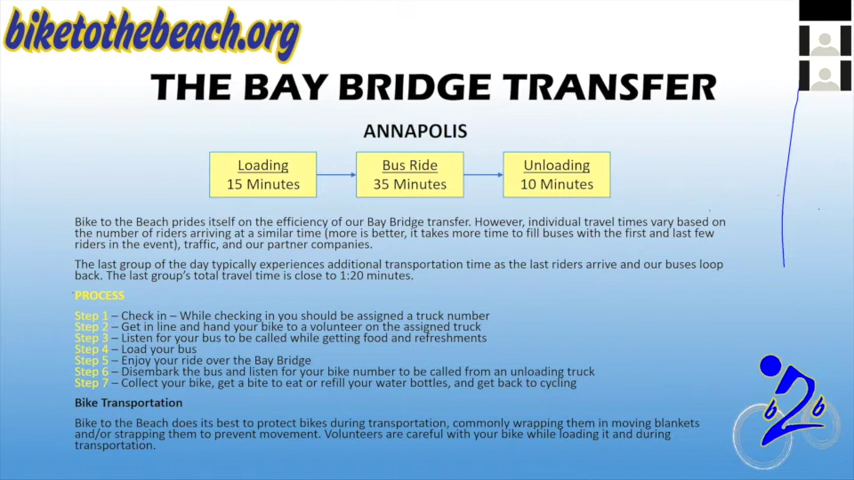 biketothebeach.org
THE BAY BRIDGE TRANSFER
ANNAPOLIS
Loading
15 Minutes
Bus Ride
35 Minutes
Unloading
10 Minutes
Bike to the Beach prides itself on the efficiency of our Bay Bridge transfer. However, individual travel times vary based on
the number of riders arriving at a similar time (more is better, it takes more time to fill buses with the first and last few
riders in the event), traffic, and our partner companies.
The last group of the day typically experiences additional transportation time as the last riders arrive and our buses loop
back. The last group's total travel time is close to 1:20 minutes.
PROCESS
Step 1 – Check in – While checking in you should be assigned a truck number
Step 2 – Get in line and hand your bike to a volunteer on the assigned truck
Step 3 – Listen for your bus to be called while getting food and refreshments
Step 4 – Load your bus
Step 5 – Enjoy your ride over the Bay Bridge
Step 6 – Disembark the bus and listen for your bike number to be called from an unloading truck
Step 7 – Collect your bike, get a bite to eat or refill your water bottles, and get back to cycling
Bike Transportation
Bike to the Beach does its best to protect bikes during transportation, commonly wrapping them in moving blankets
and/or strapping them to prevent movement. Volunteers are careful with your bike while loading it and during
transportation.
b2b